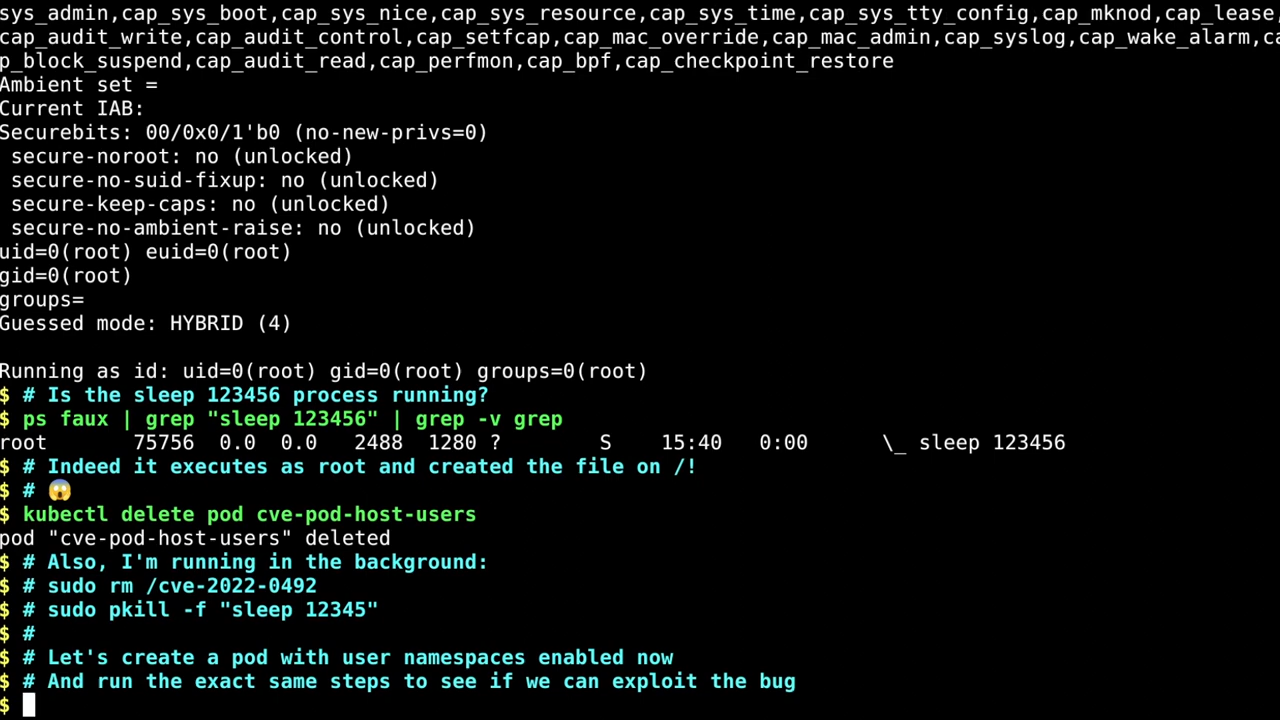 sys_admin,cap_sys_boot,cap_sys_nice,cap_sys_resource,cap_sys_time,cap_sys_tty_config,cap_mknod,cap_lease,
cap_audit_write,cap_audit_control,cap_setfcap,cap_mac_override,cap_mac_admin,cap_syslog,cap_wake_alarm,ca
p_block_suspend,cap_audit_read,cap_perfmon,cap_bpf,cap_checkpoint_restore
Ambient set =
Current IAB:
Securebits: 00/0x0/1'b0 (no-new-privs=0)
 secure-noroot: no (unlocked)
 secure-no-suid-fixup: no (unlocked)
 secure-keep-caps: no (unlocked)
 secure-no-ambient-raise: no (unlocked)
uid=0(root) euid=0(root)
gid=0(root)
groups=
Guessed mode: HYBRID (4)
Running as id: uid=0(root) gid=0(root) groups=0(root)
$ # Is the sleep 123456 process running?
$ ps faux | grep "sleep 123456" | grep -v grep
root       75756  0.0  0.0   2488  1280 ?        S    15:40   0:00      \_ sleep 123456
$ # Indeed it executes as root and created the file on /!
$ # 😱
$ kubectl delete pod cve-pod-host-users
pod "cve-pod-host-users" deleted
$ # Also, I'm running in the background:
$ # sudo rm /cve-2022-0492
$ # sudo pkill -f "sleep 12345"
$ #
$ # Let's create a pod with user namespaces enabled now
$ # And run the exact same steps to see if we can exploit the bug
$